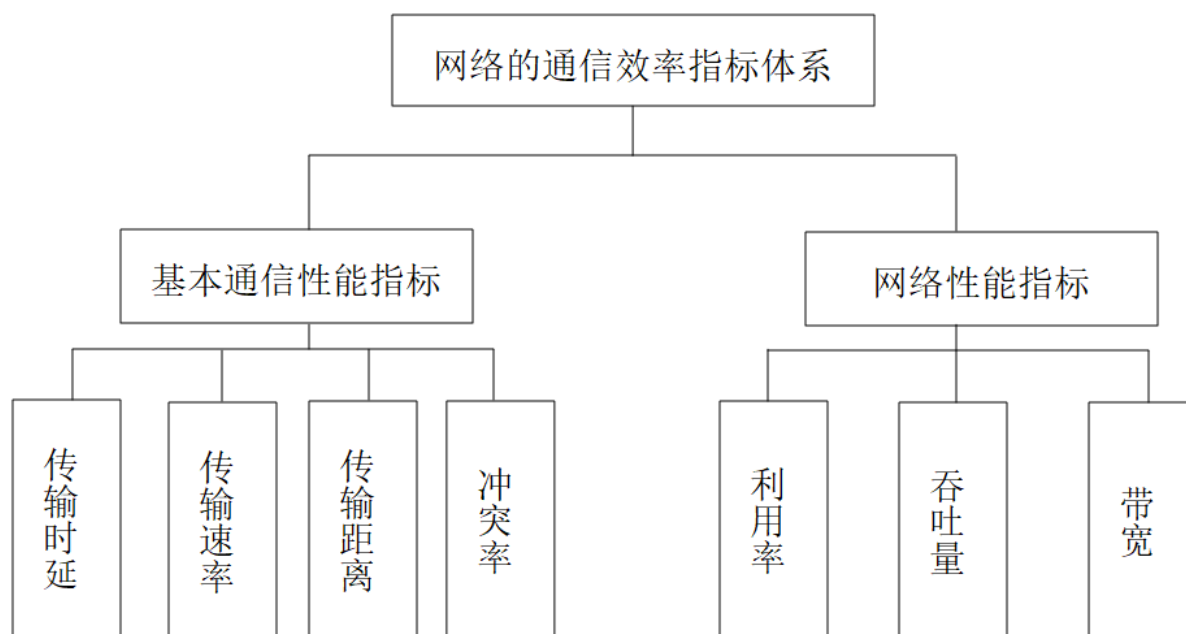 网络的通信效率指标体系
基本通信性能指标
网络性能指标
传输时延
传输速率
传输距离
冲突率
利用率
吞吐量
带宽